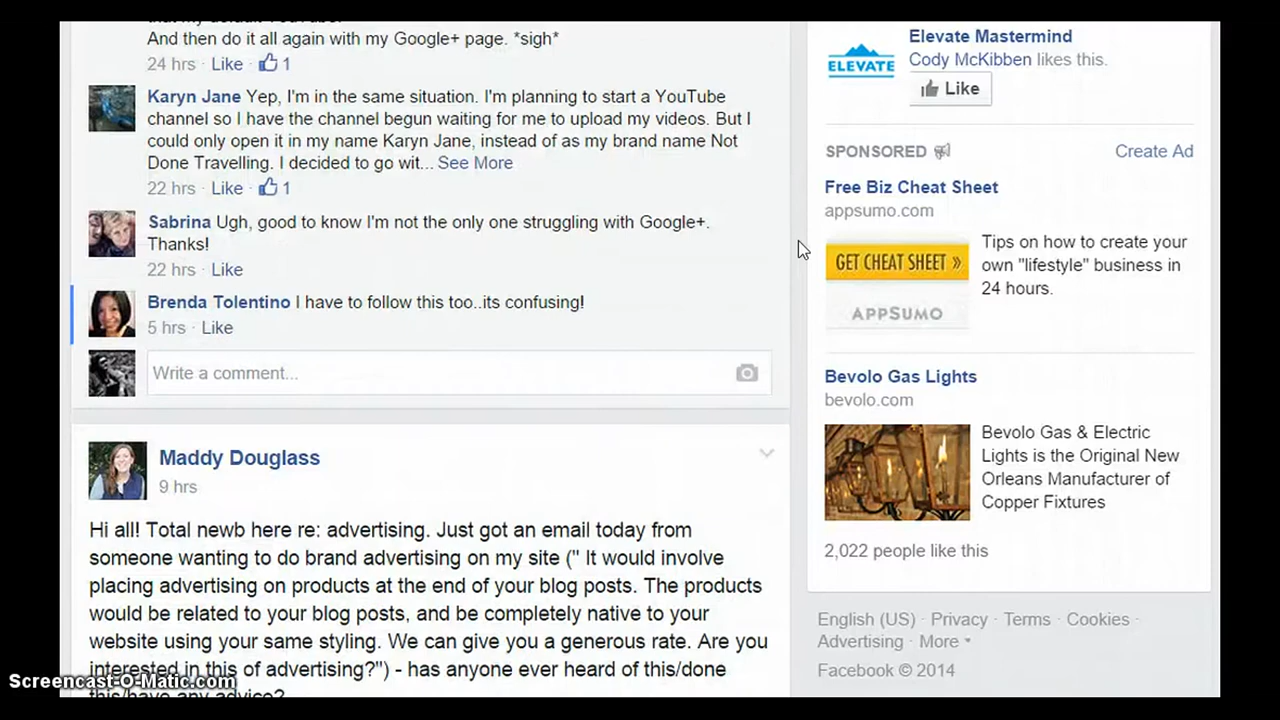 And then do it all again with my Google+ page. *sigh*
24 hrs · Like · 1
Karyn Jane Yep, I'm in the same situation. I'm planning to start a YouTube
channel so I have the channel begun waiting for me to upload my videos. But I
could only open it in my name Karyn Jane, instead of as my brand name Not
Done Travelling. I decided to go wit... See More
22 hrs · Like · 1
Sabrina Ugh, good to know I'm not the only one struggling with Google+.
Thanks!
22 hrs · Like
Brenda Tolentino I have to follow this too..its confusing!
5 hrs · Like
Write a comment...
Maddy Douglass
9 hrs
Hi all! Total newb here re: advertising. Just got an email today from
someone wanting to do brand advertising on my site (" It would involve
placing advertising on products at the end of your blog posts. The products
would be related to your blog posts, and be completely native to your
website using your same styling. We can give you a generous rate. Are you
interested in this of advertising?") - has anyone ever heard of this/done
this/have any advice?
Elevate Mastermind
ELEVATE
Cody McKibben likes this.
Like
SPONSORED
Create Ad
Free Biz Cheat Sheet
appsumo.com
GET CHEAT SHEET »
APPSUMO
Tips on how to create your
own "lifestyle" business in
24 hours.
Bevolo Gas Lights
bevolo.com
Bevolo Gas & Electric
Lights is the Original New
Orleans Manufacturer of
Copper Fixtures
2,022 people like this
English (US) · Privacy · Terms · Cookies ·
Advertising · More
Facebook © 2014
Screencast-O-Matic.com